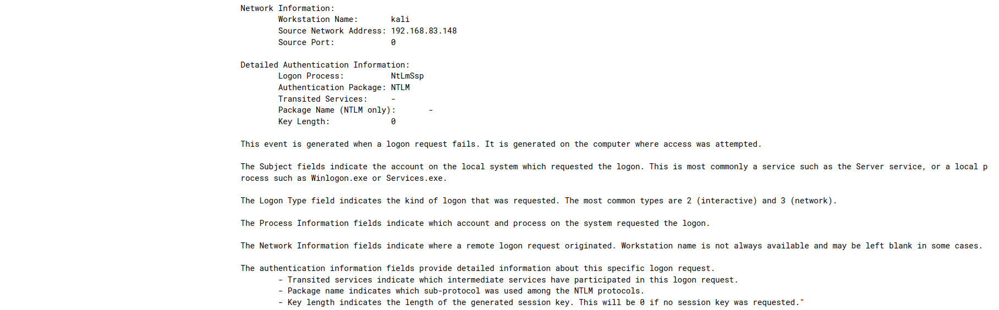 Network Information:
Workstation Name: kali
Source Network Address: 192.168.83.148
Source Port: 0
Detailed Authentication Information:
Logon Process: NtLmSsp
Authentication Package: NTLM
Transited Services: -
Package Name (NTLM only): -
Key Length: 0
This event is generated when a logon request fails. It is generated on the computer where access was attempted.
The Subject fields indicate the account on the local system which requested the logon. This is most commonly a service such as the Server service, or a local p
rocess such as Winlogon.exe or Services.exe.
The Logon Type field indicates the kind of logon that was requested. The most common types are 2 (interactive) and 3 (network).
The Process Information fields indicate which account and process on the system requested the logon.
The Network Information fields indicate where a remote logon request originated. Workstation name is not always available and may be left blank in some cases.
The authentication information fields provide detailed information about this specific logon request.
- Transited services indicate which intermediate services have participated in this logon request.
- Package name indicates which sub-protocol was used among the NTLM protocols.
- Key length indicates the length of the generated session key. This will be 0 if no session key was requested."